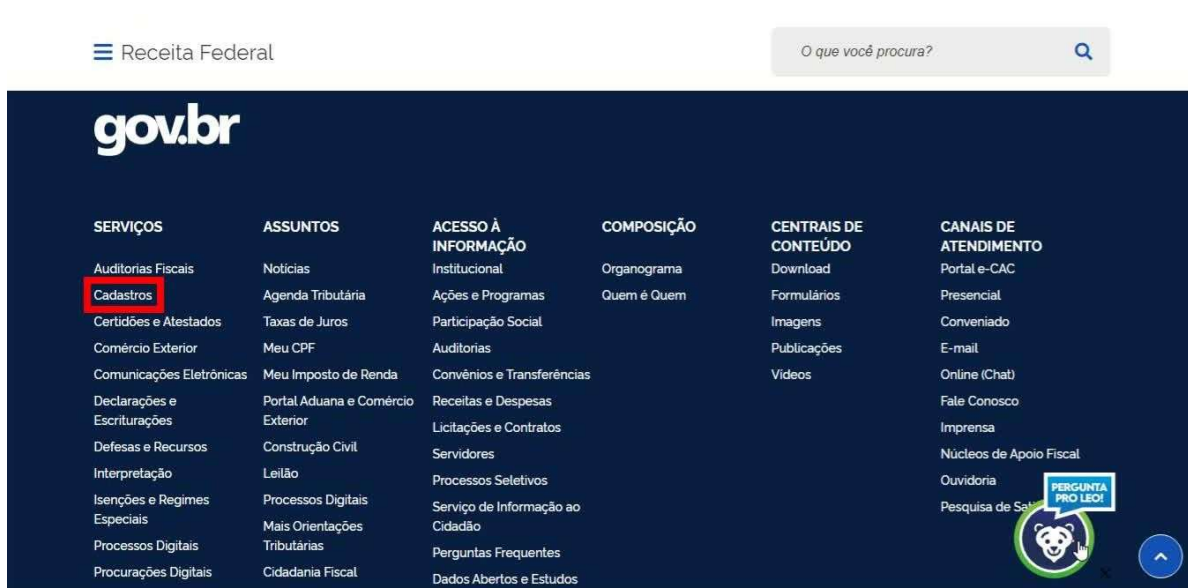 Receita Federal
O que você procura?
gov.br
SERVIÇOS
Auditorias Fiscais
Cadastros
Certidões e Atestados
Comércio Exterior
Comunicações Eletrônicas
Declarações e
Escriturações
Defesas e Recursos
Interpretação
Isenções e Regimes
Especiais
Processos Digitais
Procurações Digitais
ASSUNTOS
Notícias
Agenda Tributária
Taxas de Juros
Meu CPF
Meu Imposto de Renda
Portal Aduana e Comércio
Exterior
Construção Civil
Leilão
Processos Digitais
Mais Orientações
Tributárias
Cidadania Fiscal
ACESSO À
INFORMAÇÃO
Institucional
Ações e Programas
Participação Social
Auditorias
Convênios e Transferências
Receitas e Despesas
Licitações e Contratos
Servidores
Processos Seletivos
Serviço de Informação ao
Cidadão
Perguntas Frequentes
Dados Abertos e Estudos
COMPOSIÇÃO
Organograma
Quem é Quem
CENTRAIS DE
CONTEÚDO
Download
Formulários
Imagens
Publicações
Vídeos
CANAIS DE
ATENDIMENTO
Portal e-CAC
Presencial
Conveniado
E-mail
Online (Chat)
Fale Conosco
Imprensa
Núcleos de Apoio Fiscal
Ouvidoria
Pesquisa de
PERGUNTA
PRO LEO!